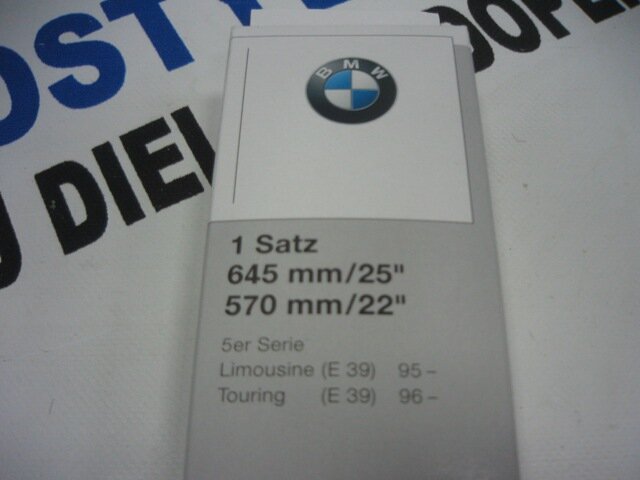 BMW
1 Satz
645 mm/25"
570 mm/22"
5er Serie
Limousine (E 39) 95 –
Touring (E 39) 96 –